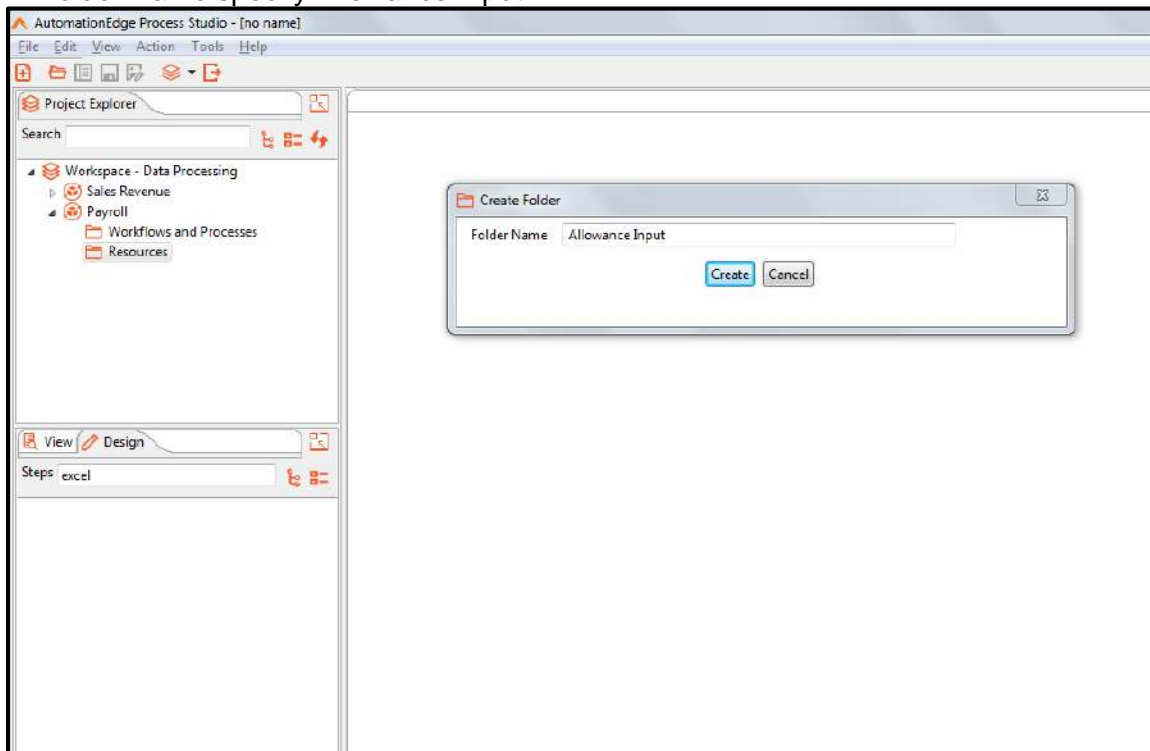 AutomationEdge Process Studio - [no name]
File Edit View Action Tools Help
Project Explorer
Search
Workspace - Data Processing
Sales Revenue
Payroll
Workflows and Processes
Resources
Create Folder
Folder Name Allowance Input
Create Cancel
View Design
Steps excel